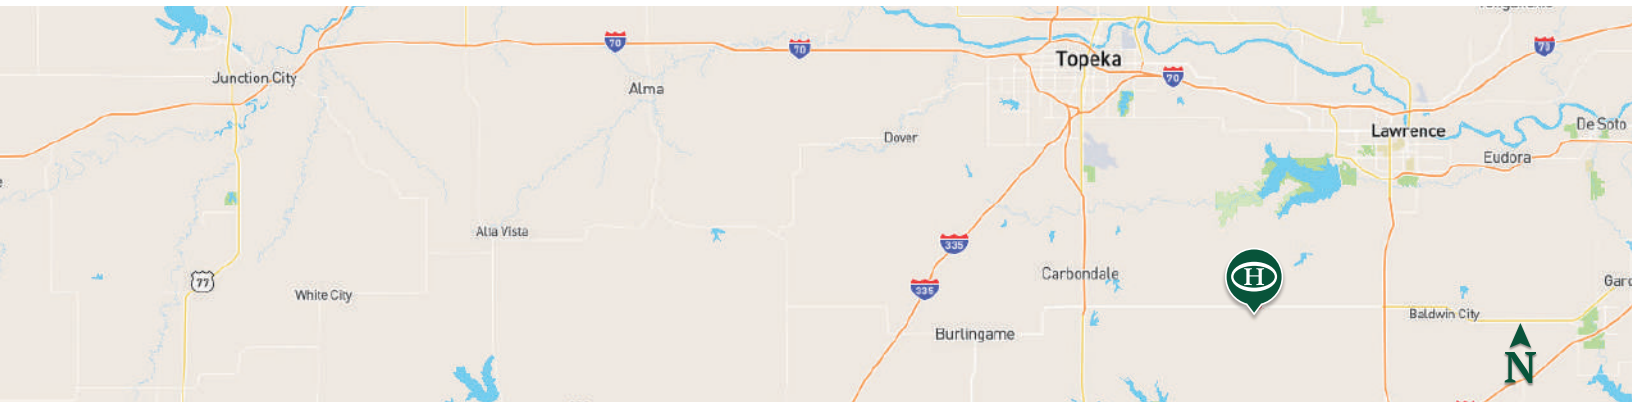 70
70
70
Topeka
70
Junction City
Alma
Dover
Lawrence
De Soto
Eudora
Alta Vista
335
Carbondale
H
77
335
White City
Baldwin City
Burlingame
N